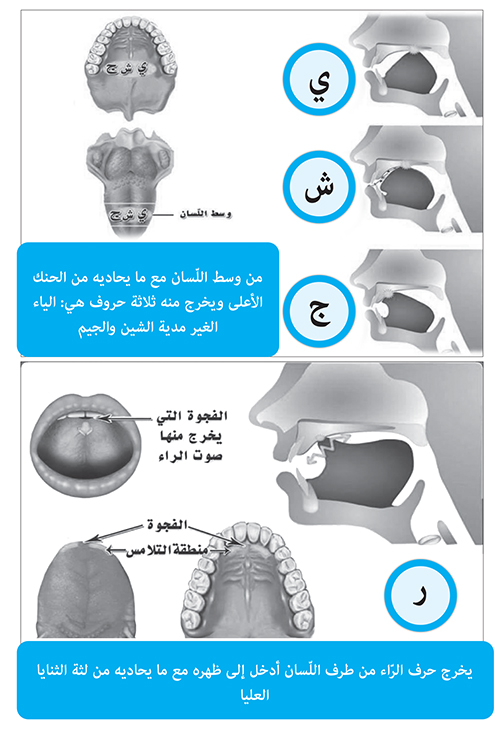 ي ش ج
ي
ش
ي ش ج
وسط اللّسان
ج
من وسط اللّسان مع ما يحاديه من الحنك
الأعلى ويخرج منه ثلاثة حروف هي: الياء
الغير مدية الشين والجيم
الفجوة التي
يخرج منها
صوت الراء
الفجوة
منطقة التلامس
ر
يخرج حرف الرّاء من طرف اللّسان أدخل إلى ظهره مع ما يحاديه من لثة الثنايا
العليا